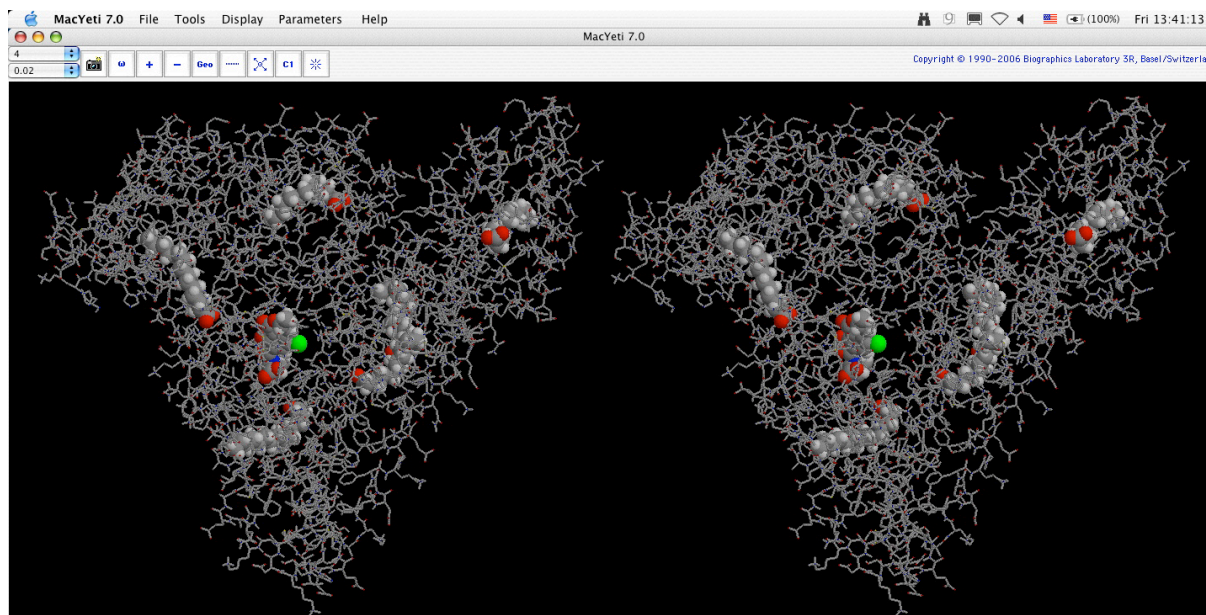 MacYeti 7.0 File Tools Display Parameters Help (100%) Fri 13:41:13
MacYeti 7.0
4
0.02
ω + − Geo C1
Copyright © 1990-2006 Biographics Laboratory 3R, Basel/Switzerla